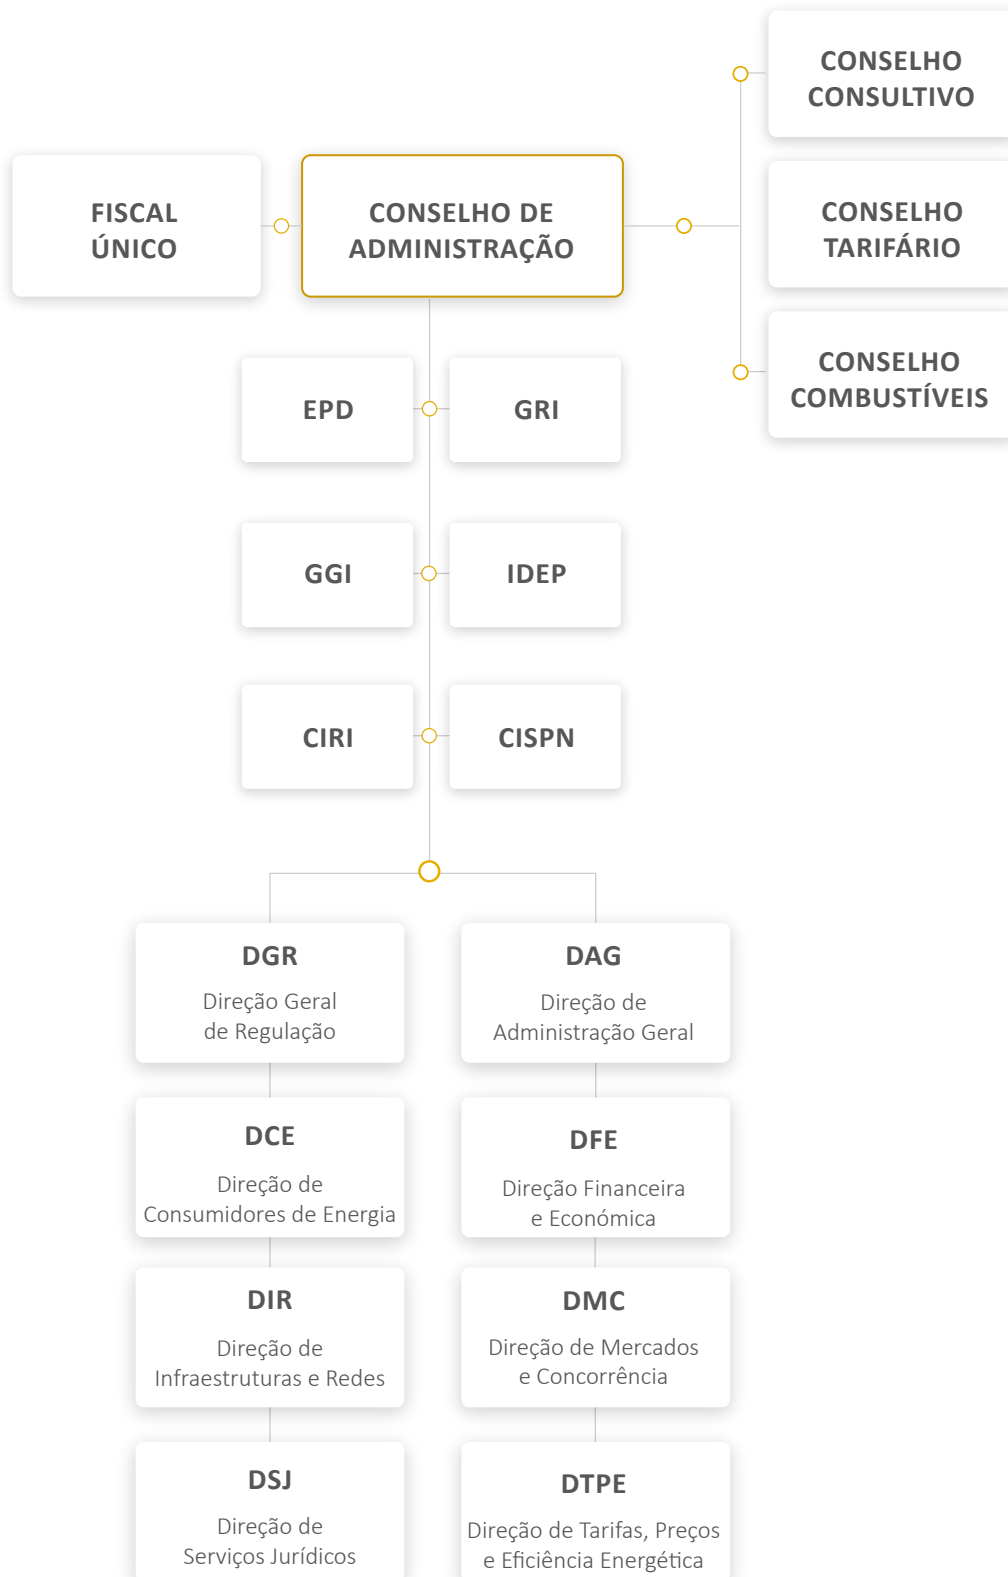 CONSELHO
CONSULTIVO
FISCAL
ÚNICO
CONSELHO DE
ADMINISTRAÇÃO
CONSELHO
TARIFÁRIO
CONSELHO
COMBUSTÍVEIS
EPD
GRI
GGI
IDEP
CIRI
CISPN
DGR
Direção Geral
de Regulação
DAG
Direção de
Administração Geral
DCE
Direção de
Consumidores de Energia
DFE
Direção Financeira
e Económica
DIR
Direção de
Infraestruturas e Redes
DMC
Direção de Mercados
e Concorrência
DSJ
Direção de
Serviços Jurídicos
DTPE
Direção de Tarifas, Preços
e Eficiência Energética